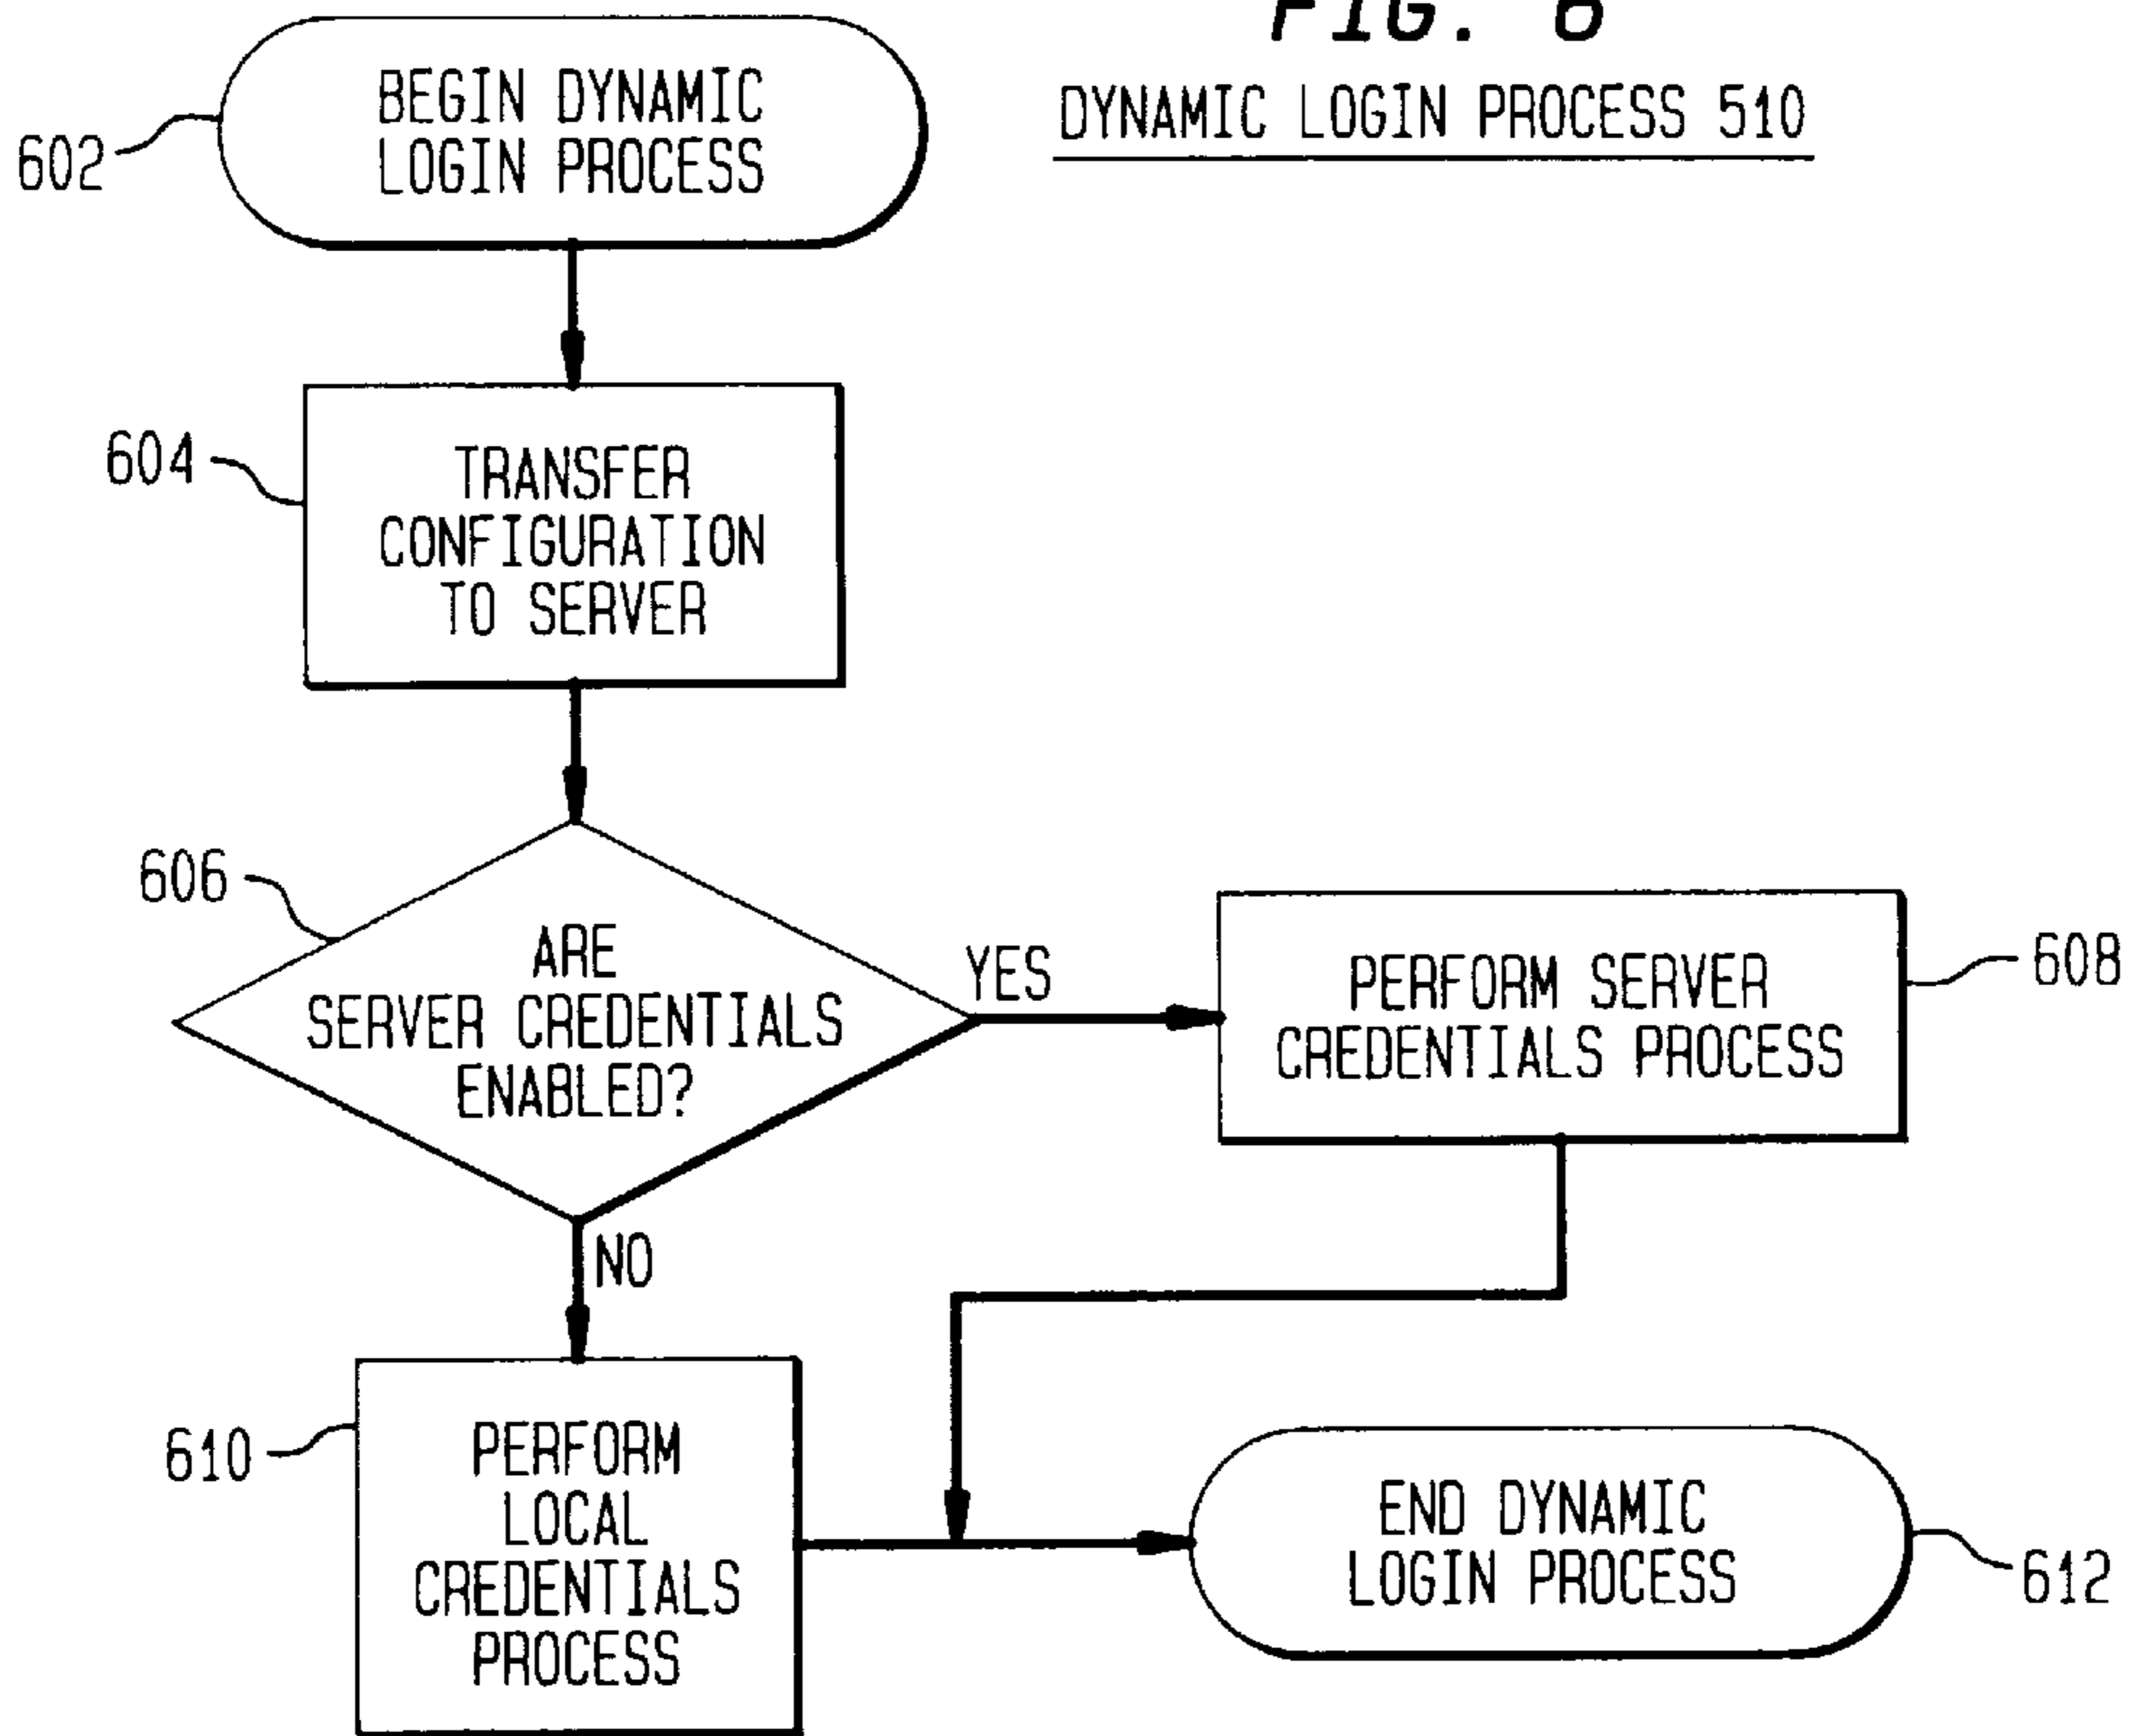 FIG. 6
DYNAMIC LOGIN PROCESS 510
602
BEGIN DYNAMIC
LOGIN PROCESS
604
TRANSFER
CONFIGURATION
TO SERVER
606
ARE
SERVER CREDENTIALS
ENABLED?
YES
NO
608
PERFORM SERVER
CREDENTIALS PROCESS
610
PERFORM
LOCAL
CREDENTIALS
PROCESS
END DYNAMIC
LOGIN PROCESS
612